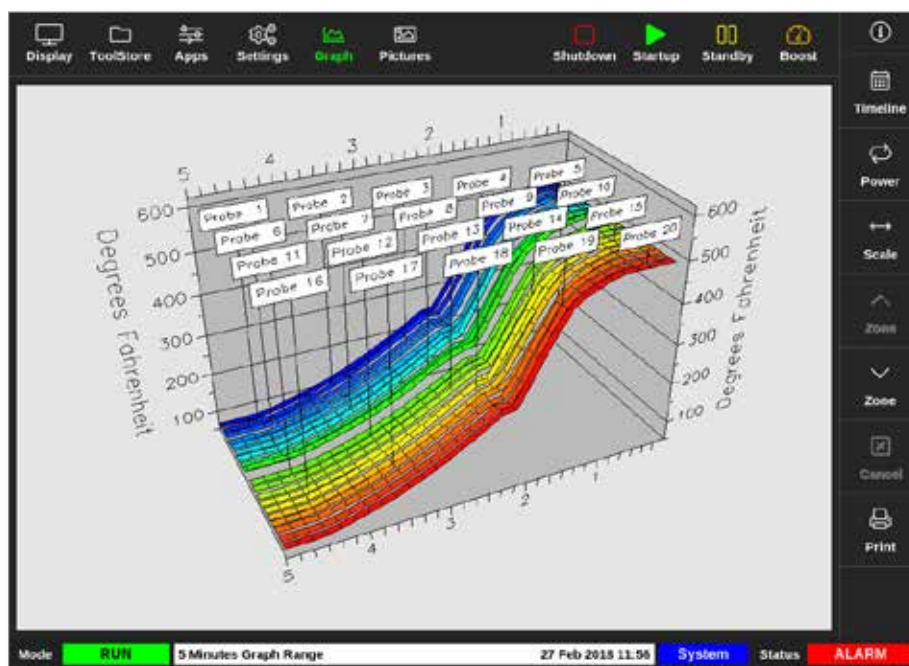 Display ToolStore Apps Settings Graph Pictures Shutdown Startup Standby Boost
Timeline
Power
Scale
Zone
Zone
Cancel
Print
5 4 3 2 1
Probe 1 Probe 2 Probe 3 Probe 4 Probe 5
Probe 6 Probe 7 Probe 8 Probe 9 Probe 10
Probe 11 Probe 12 Probe 13 Probe 14 Probe 15
Probe 16 Probe 17 Probe 18 Probe 19 Probe 20
Degrees Fahrenheit
600
500
400
300
200
100
600
500
400
300
200
100
Degrees Fahrenheit
5 4 3 2 1
Mode RUN 5 Minutes Graph Range 27 Feb 2018 11:56 System Status ALARM